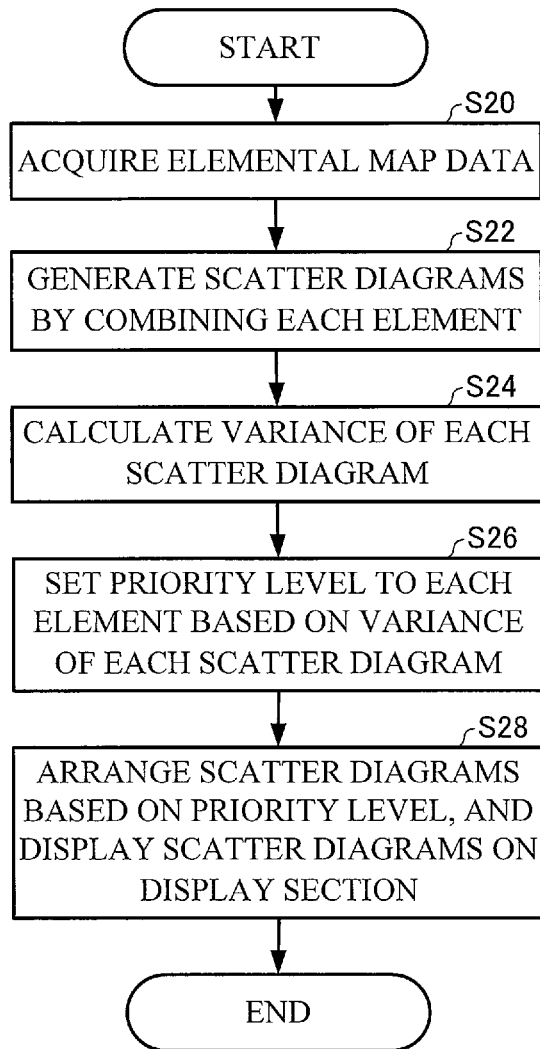 START
S20
ACQUIRE ELEMENTAL MAP DATA
S22
GENERATE SCATTER DIAGRAMS
BY COMBINING EACH ELEMENT
S24
CALCULATE VARIANCE OF EACH
SCATTER DIAGRAM
S26
SET PRIORITY LEVEL TO EACH
ELEMENT BASED ON VARIANCE
OF EACH SCATTER DIAGRAM
S28
ARRANGE SCATTER DIAGRAMS
BASED ON PRIORITY LEVEL, AND
DISPLAY SCATTER DIAGRAMS ON
DISPLAY SECTION
END